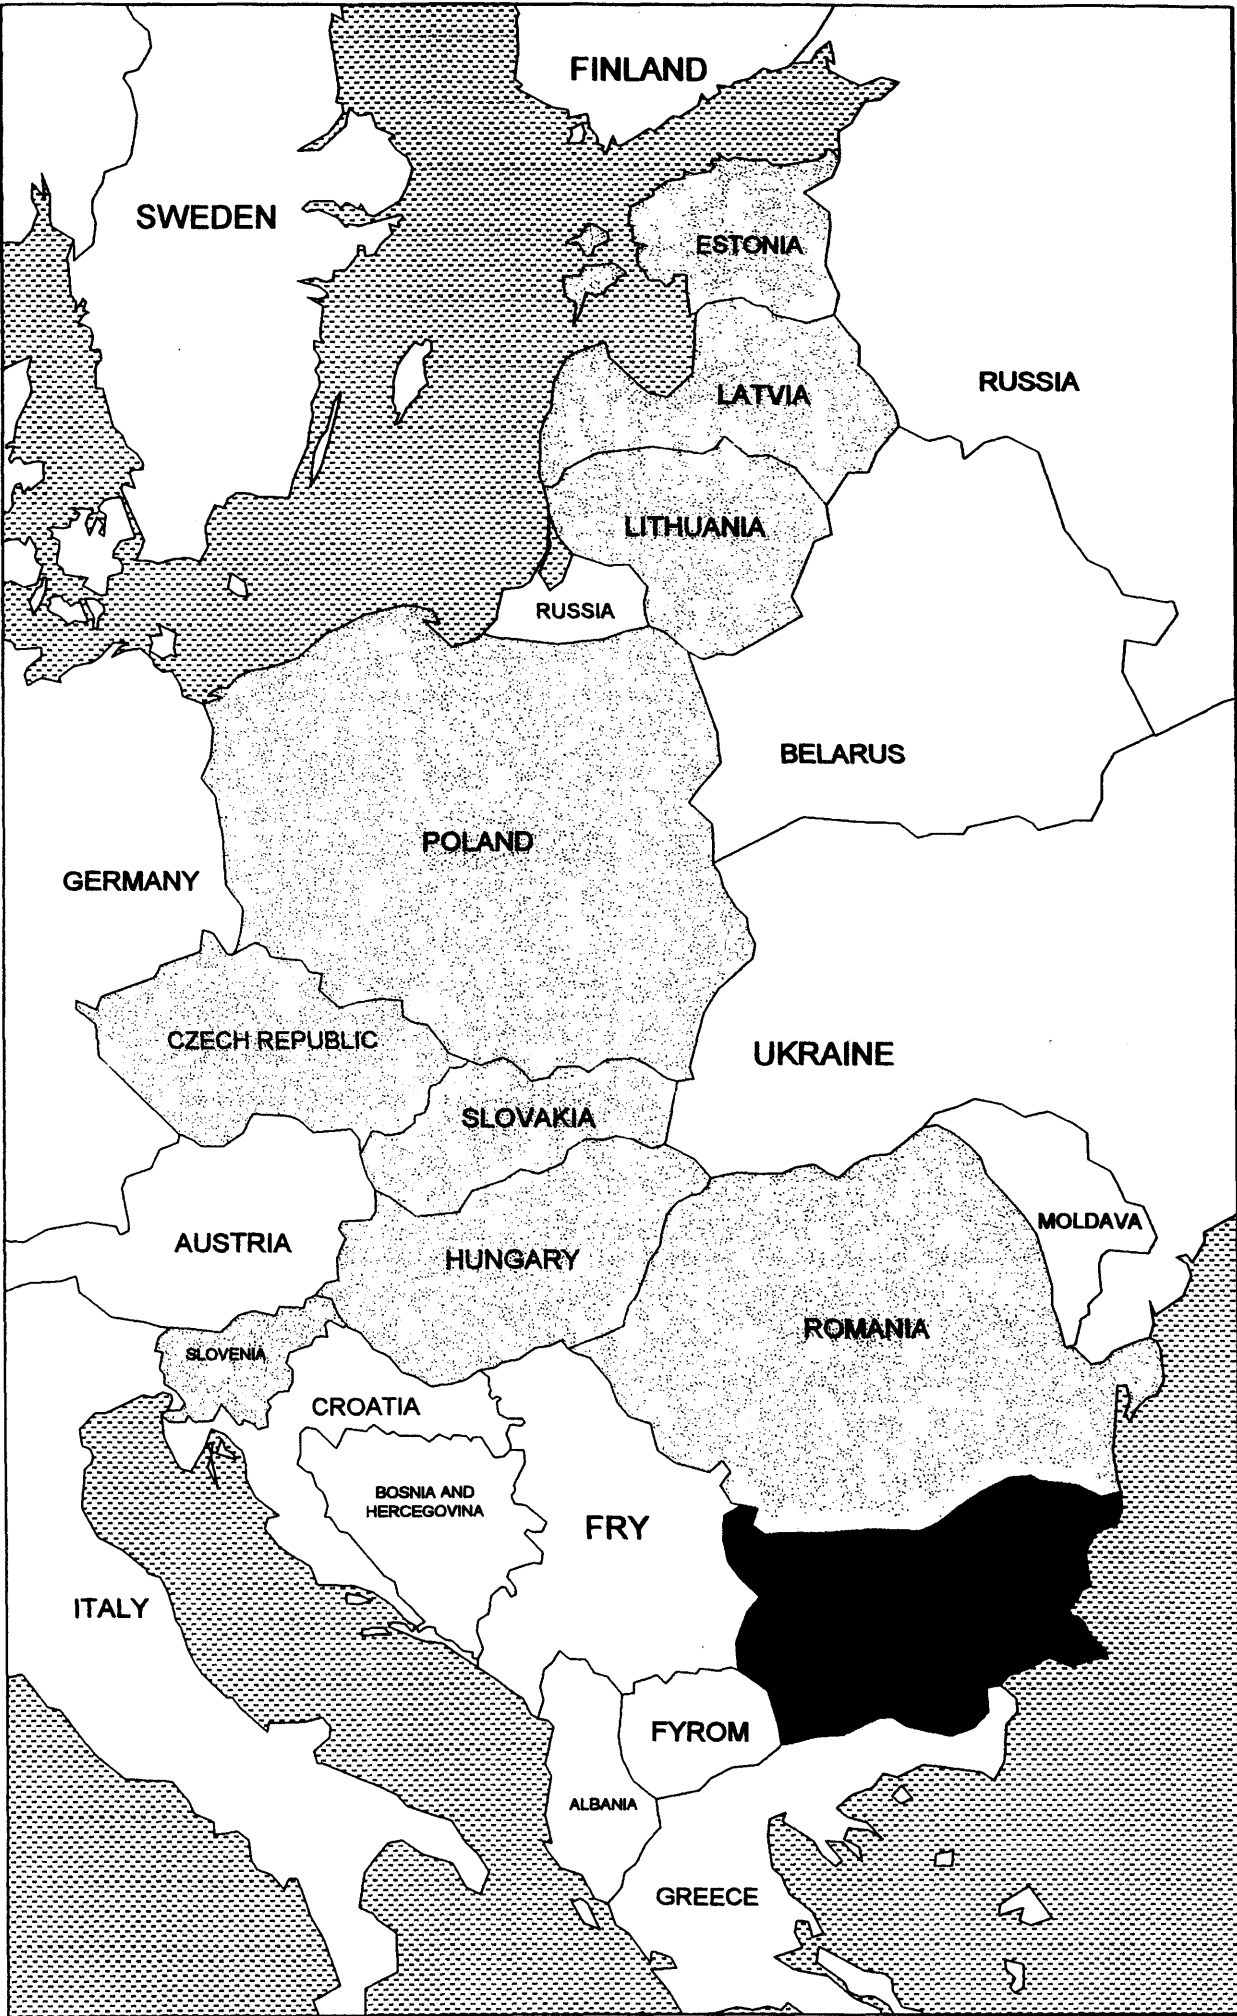 FINLAND
SWEDEN
ESTONIA
RUSSIA
LATVIA
LITHUANIA
RUSSIA
BELARUS
POLAND
GERMANY
CZECH REPUBLIC
UKRAINE
SLOVAKIA
MOLDAVA
AUSTRIA
HUNGARY
ROMANIA
SLOVENIA
CROATIA
BOSNIA AND
HERCEGOVINA
FRY
ITALY
FYROM
ALBANIA
GREECE